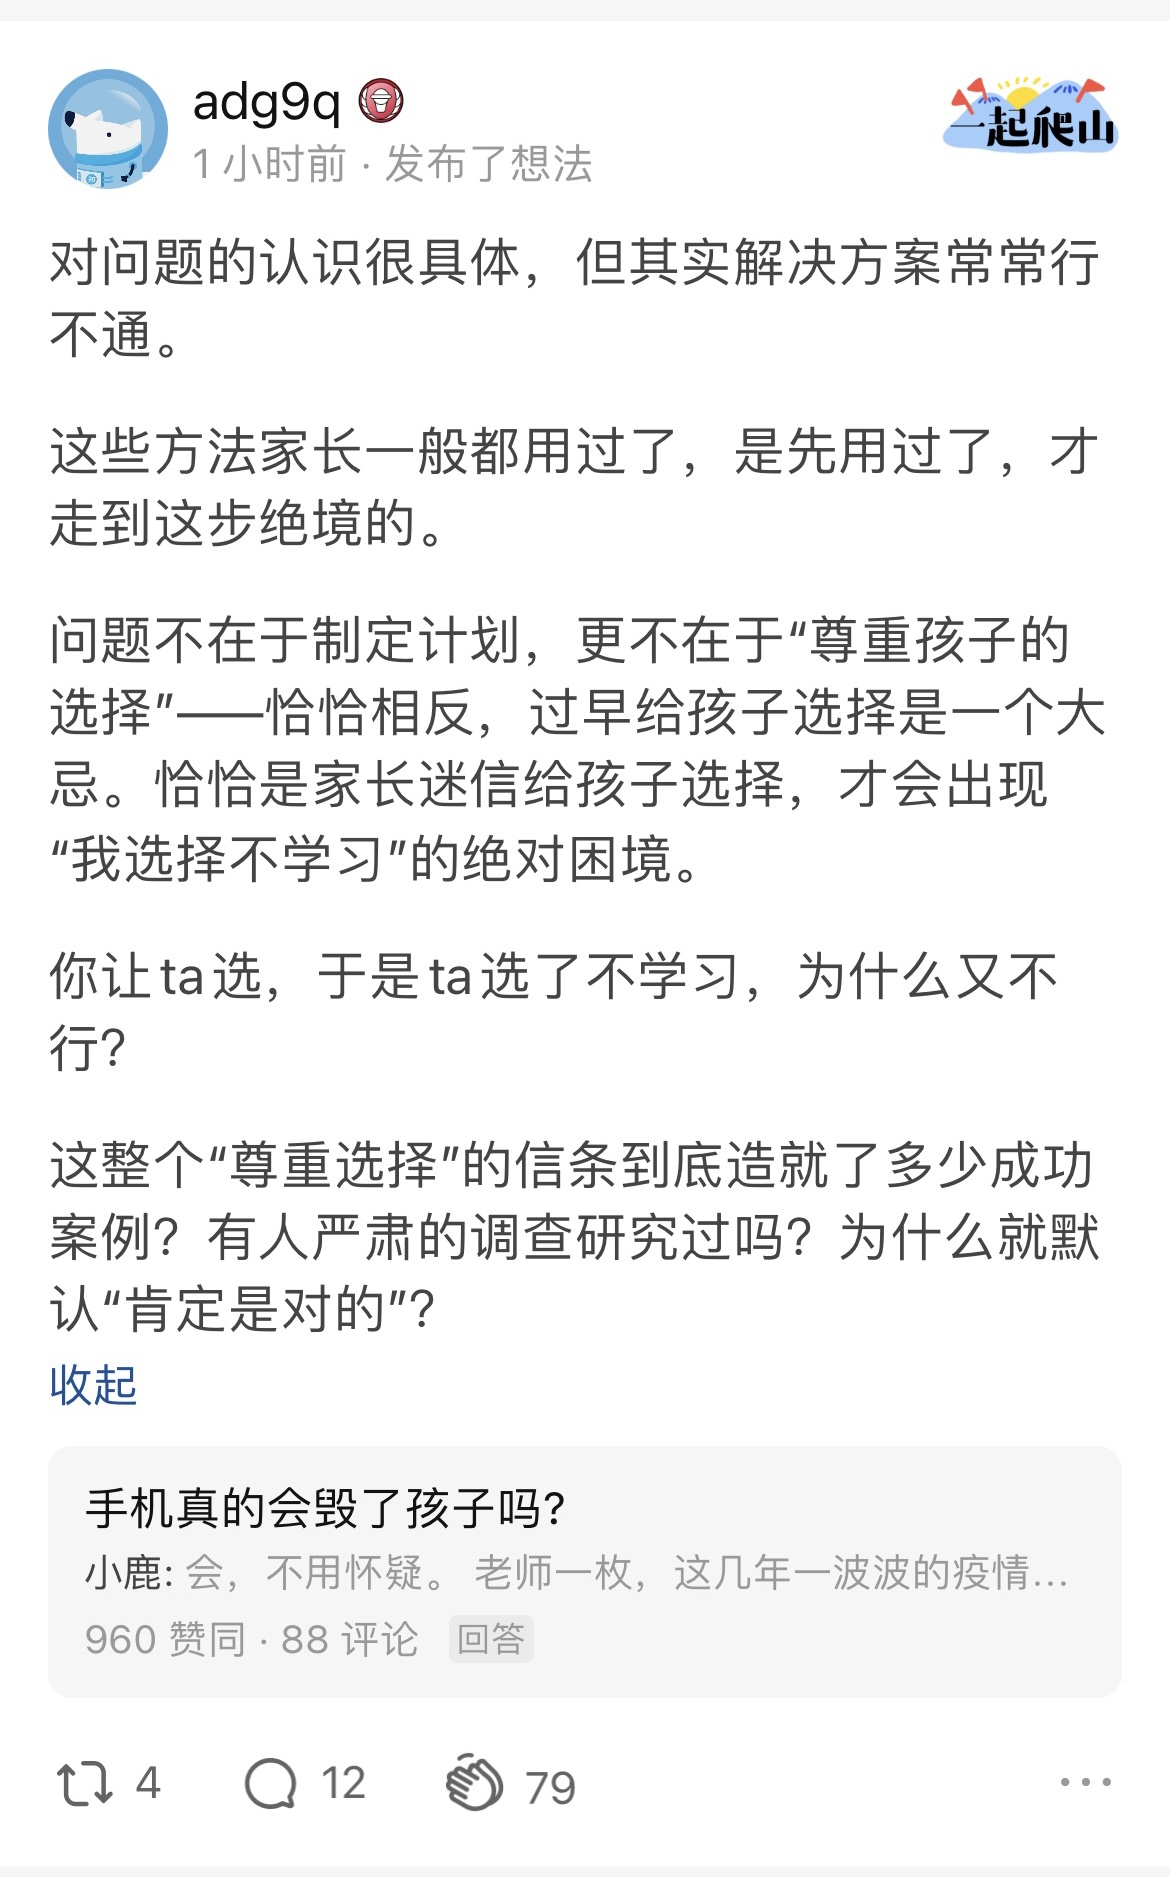 adg9q
一起爬山
1 小时前 · 发布了想法
对问题的认识很具体，但其实解决方案常常行
不通。
这些方法家长一般都用过了，是先用过了，才
走到这步绝境的。
问题不在于制定计划，更不在于“尊重孩子的
选择”——恰恰相反，过早给孩子选择是一个大
忌。恰恰是家长迷信给孩子选择，才会出现
“我选择不学习”的绝对困境。
你让ta选，于是ta选了不学习，为什么又不
行？
这整个“尊重选择”的信条到底造就了多少成功
案例？有人严肃的调查研究过吗？为什么就默
认“肯定是对的”？
收起
手机真的会毁了孩子吗？
小鹿: 会，不用怀疑。 老师一枚，这几年一波波的疫情...
960 赞同 · 88 评论 回答
4 12 79